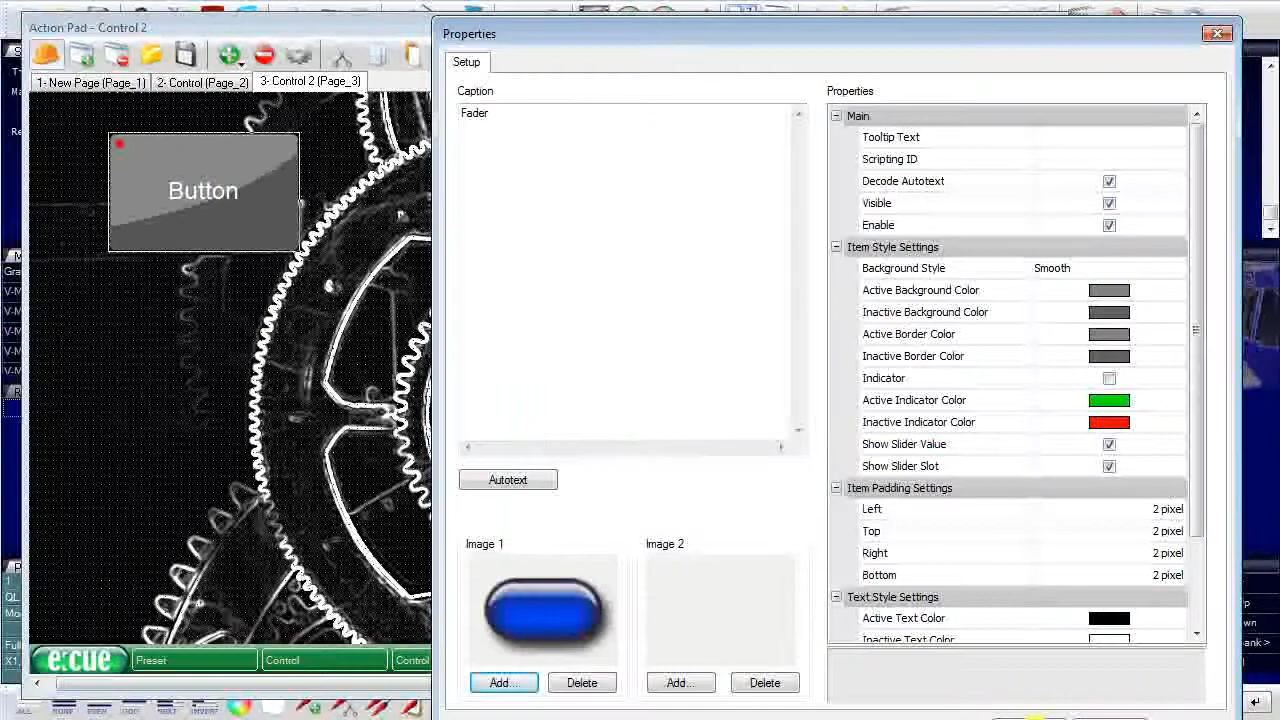 Action Pad - Control 2
1- New Page (Page_1)
2- Control (Page_2)
3- Control 2 (Page_3)
Button
e:cue
Preset
Control
Control
Properties
Setup
Caption
Fader
Autotext
Image 1
Image 2
Add...
Delete
Add...
Delete
Properties
Main
Tooltip Text
Scripting ID
Decode Autotext
Visible
Enable
Item Style Settings
Background Style Smooth
Active Background Color
Inactive Background Color
Active Border Color
Inactive Border Color
Indicator
Active Indicator Color
Inactive Indicator Color
Show Slider Value
Show Slider Slot
Item Padding Settings
Left 2 pixel
Top 2 pixel
Right 2 pixel
Bottom 2 pixel
Text Style Settings
Active Text Color
Inactive Text Color